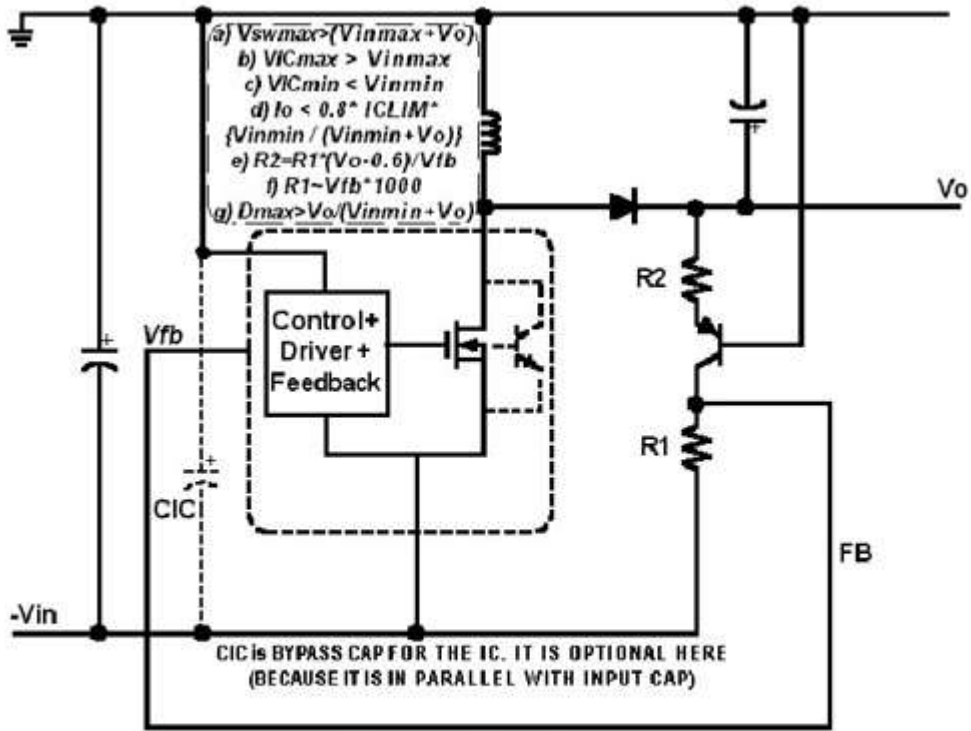 a) Vswmax>(Vinmax+Vo)
b) VICmax > Vinmax
c) VICmin < Vinmin
d) Io < 0.8* ICLIM*
{Vinmin / (Vinmin+Vo)}
e) R2=R1*(Vo-0.6)/Vfb
f) R1~Vfb*1000
g) Dmax>Vo/(Vinmin+Vo)
Vo
R2
Vfb
Control+
Driver+
Feedback
R1
CIC
FB
-Vin
CIC is BYPASS CAP FOR THE IC. IT IS OPTIONAL HERE
(BECAUSE IT IS IN PARALLEL WITH INPUT CAP)